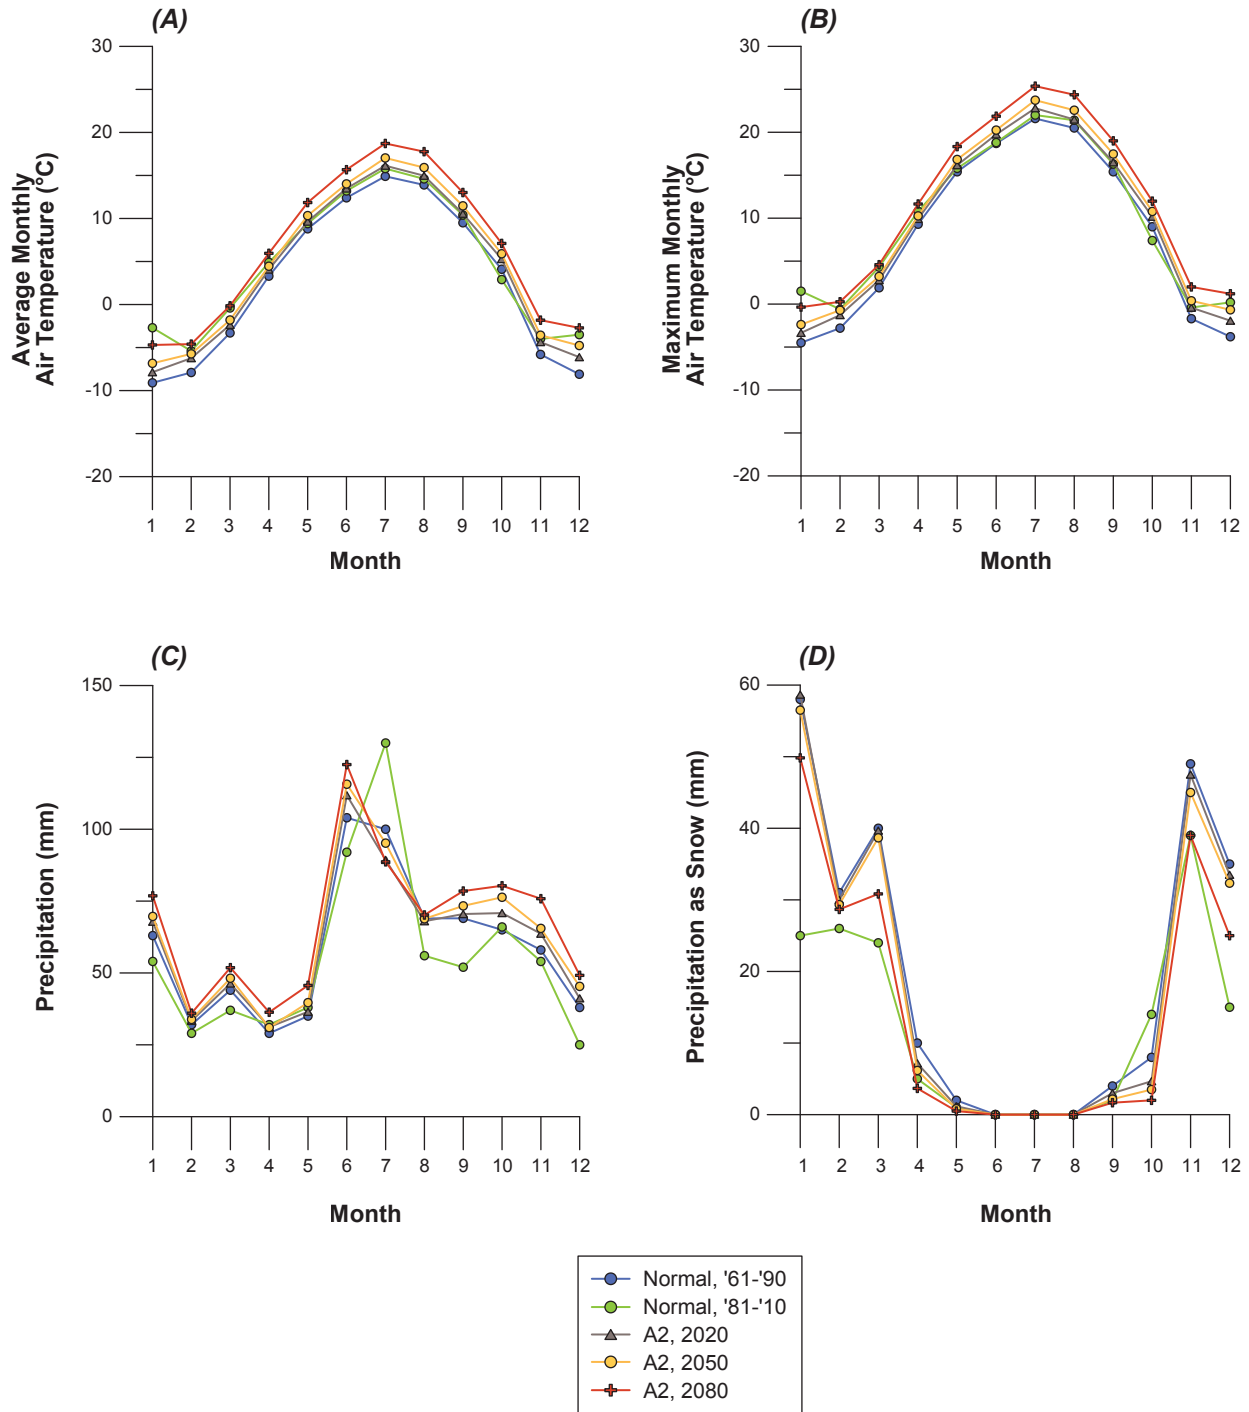 (A)
30
20
10
0
-10
-20
Average Monthly
Air Temperature (°C)
1 2 3 4 5 6 7 8 9 10 11 12
Month
(B)
30
20
10
0
-10
-20
Maximum Monthly
Air Temperature (°C)
1 2 3 4 5 6 7 8 9 10 11 12
Month
(C)
150
100
50
0
Precipitation (mm)
1 2 3 4 5 6 7 8 9 10 11 12
Month
(D)
60
40
20
0
Precipitation as Snow (mm)
1 2 3 4 5 6 7 8 9 10 11 12
Month
Normal, '61-'90
Normal, '81-'10
A2, 2020
A2, 2050
A2, 2080